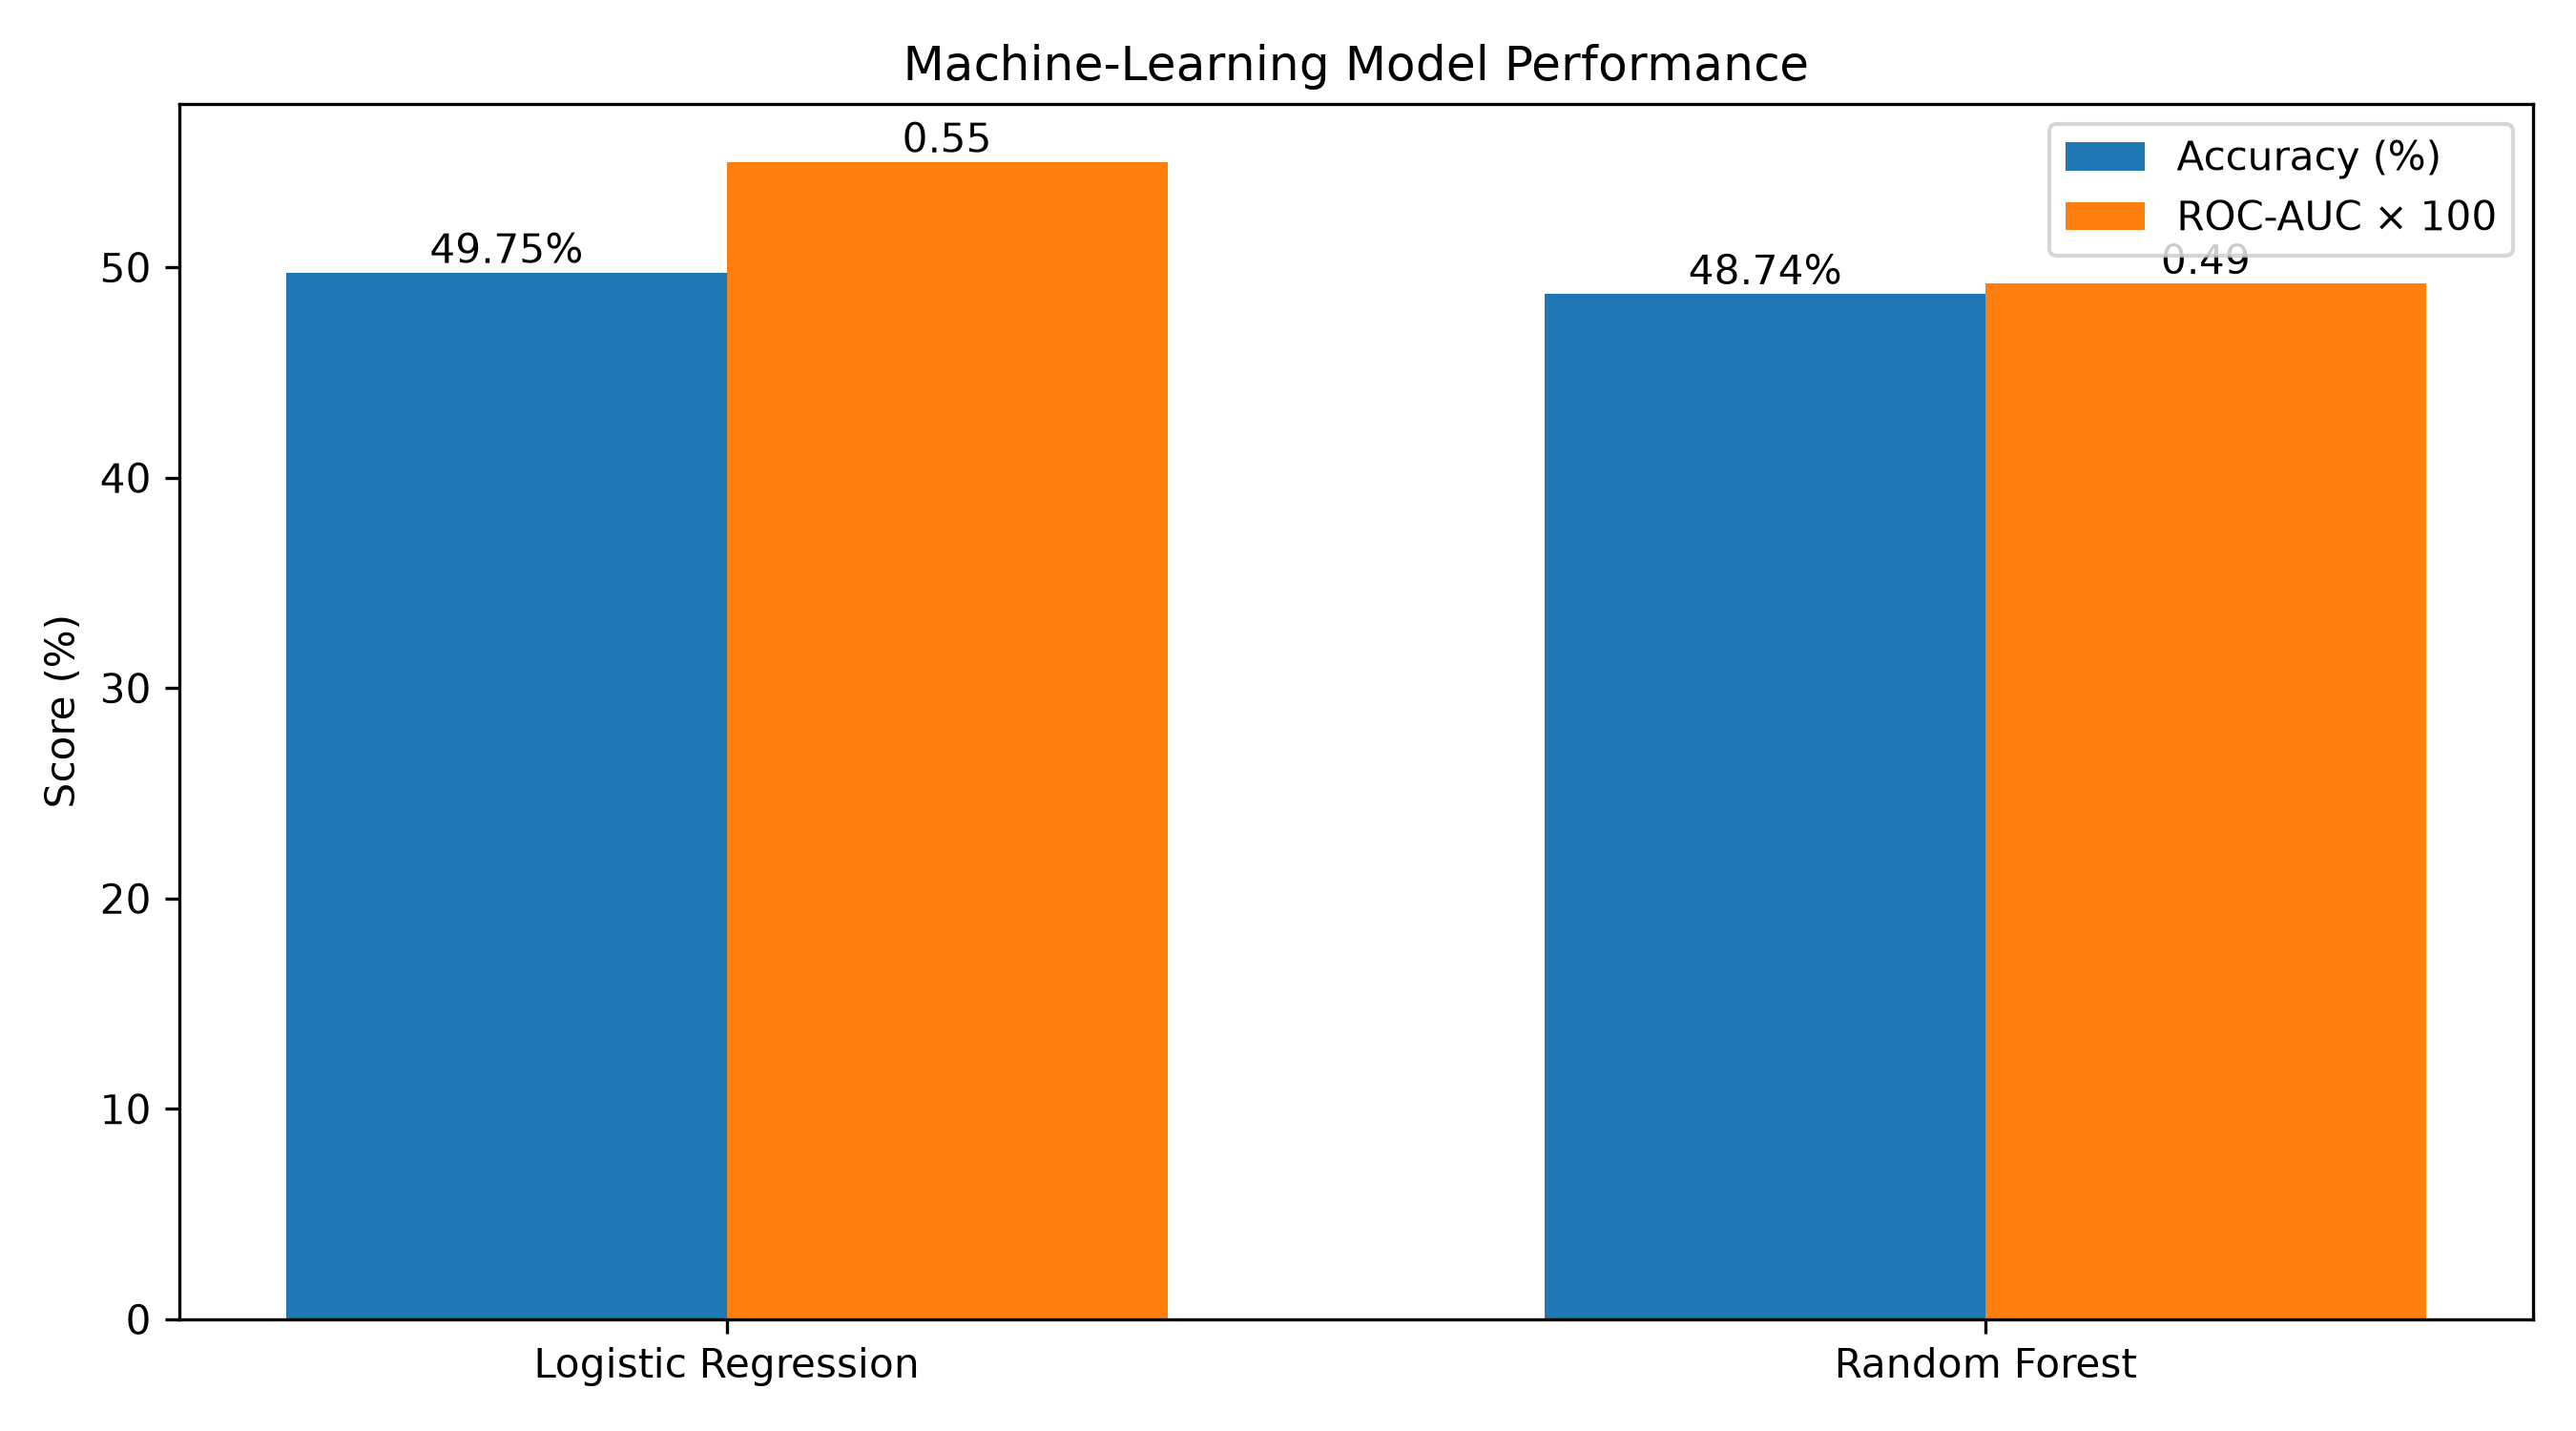 Machine-Learning Model Performance
0.55
Accuracy (%)
ROC-AUC × 100
49.75%
48.74%
0.49
50
40
30
20
10
0
Score (%)
Logistic Regression
Random Forest